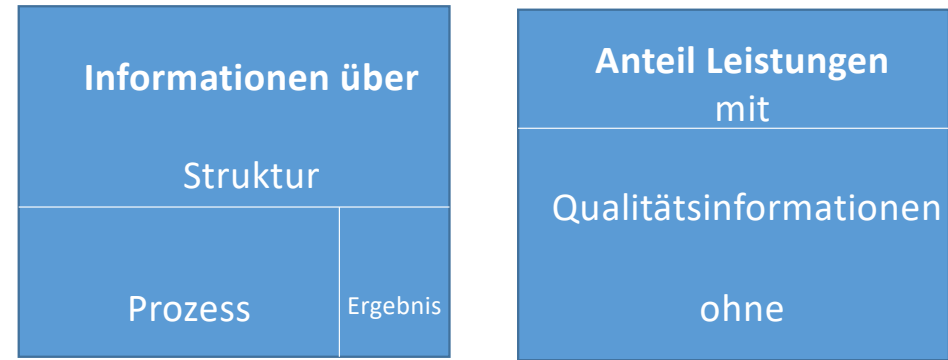 Informationen über
Struktur
Prozess
Ergebnis
Anteil Leistungen
mit
Qualitätsinformationen
ohne